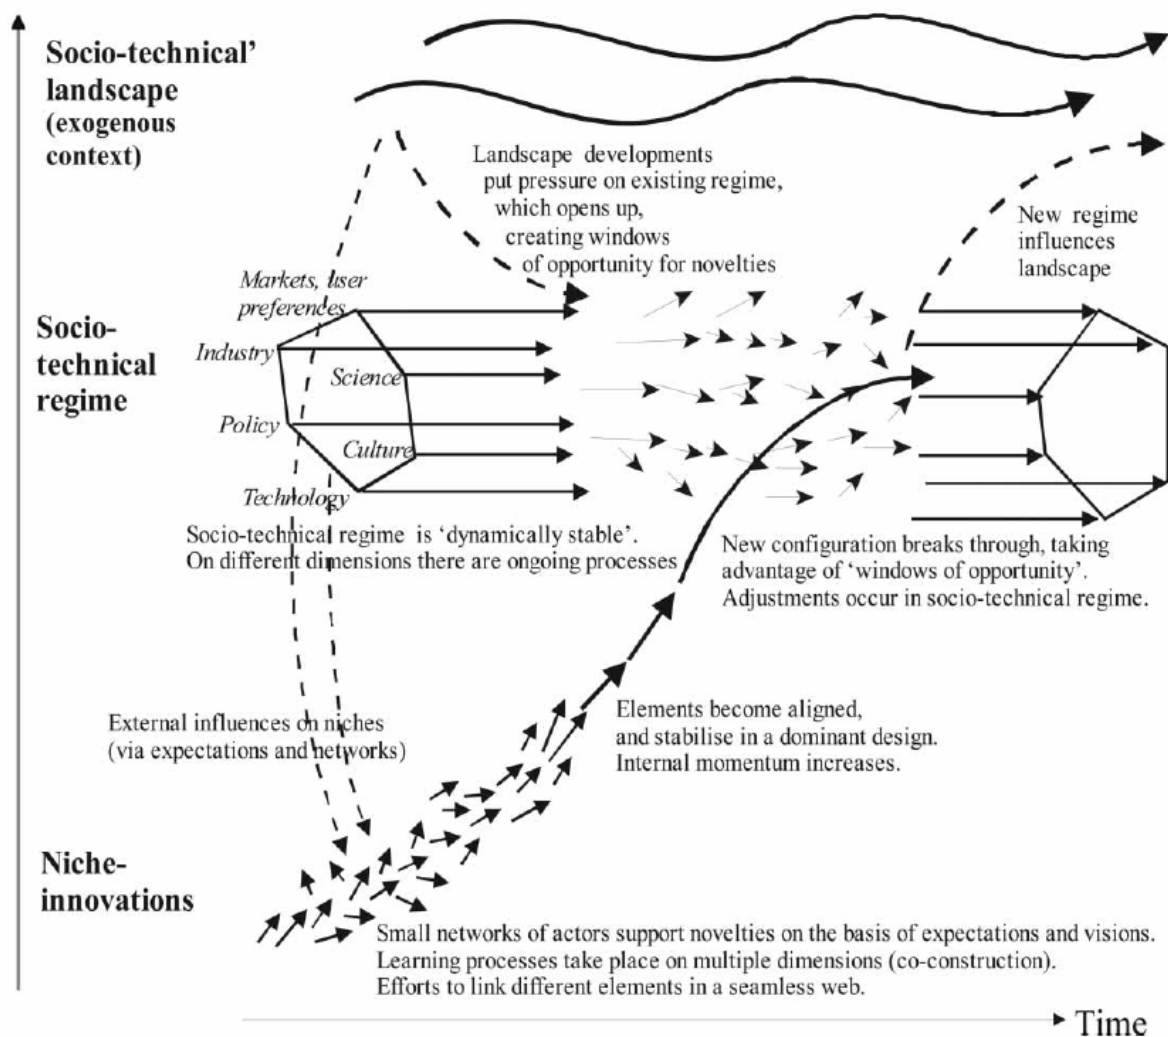 Socio-technical’
landscape
(exogenous
context)
Landscape developments
put pressure on existing regime,
which opens up,
creating windows
of opportunity for novelties
New regime
influences
landscape
Markets, user
preferences
Socio-
technical
regime
Industry
Science
Policy
Culture
Technology
Socio-technical regime is ‘dynamically stable’.
On different dimensions there are ongoing processes
New configuration breaks through, taking
advantage of ‘windows of opportunity’.
Adjustments occur in socio-technical regime.
External influences on niches
(via expectations and networks)
Elements become aligned,
and stabilise in a dominant design.
Internal momentum increases.
Niche-
innovations
Small networks of actors support novelties on the basis of expectations and visions.
Learning processes take place on multiple dimensions (co-construction).
Efforts to link different elements in a seamless web.
Time